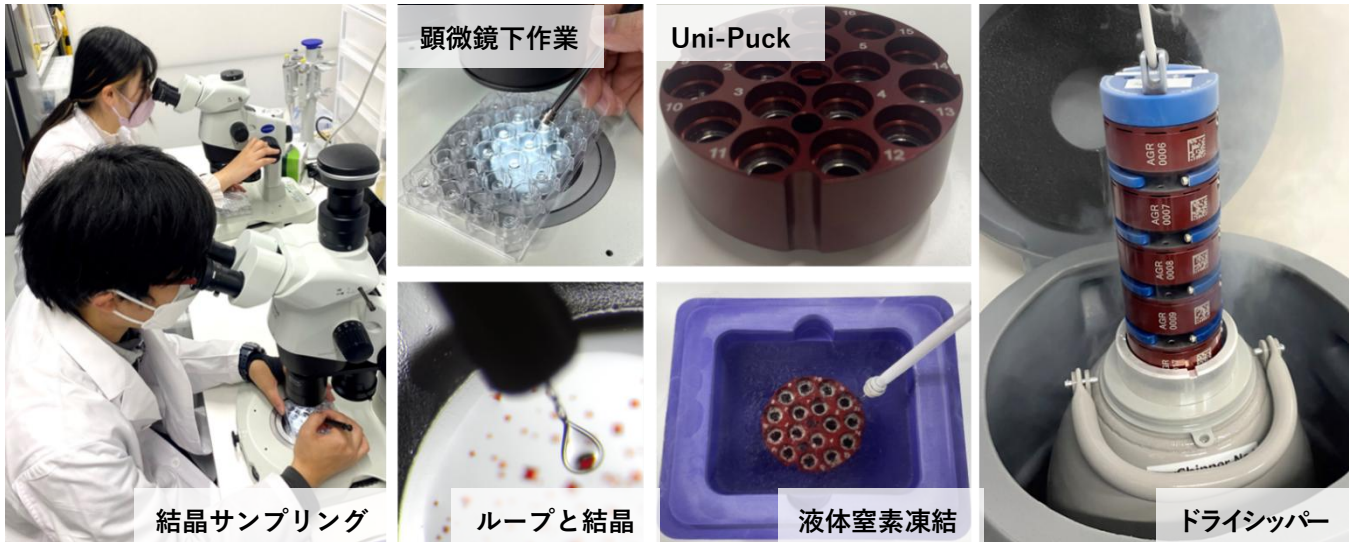 顕微鏡下作業
Uni-Puck
16
15
5
14
2
3
4
13
10
11
12
AGR
0006
AGR
0007
AGR
0008
AGR
0009
AGR
結晶サンプリング
ループと結晶
液体窒素凍結
ドライシッパー